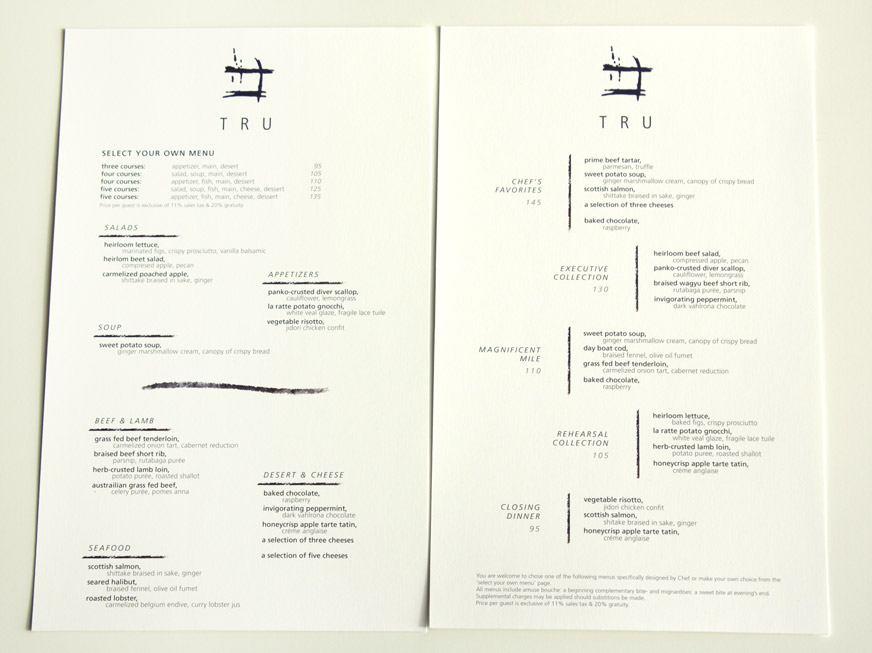 TRU
SELECT YOUR OWN MENU
three courses: appetizer, main, desert 95
four courses: salad, soup, main, dessert 105
four courses: appetizer, fish, main, dessert 110
five courses: salad, soup, fish, main, cheese, dessert 125
five courses: appetizer, fish, main, cheese, dessert 135
Price per guest is exclusive of 11% sales tax & 20% gratuity.
SALADS
heirloom lettuce,
marinated figs, crispy prosciutto, vanilla balsamic
heirlom beet salad,
compresed apple, pecan
carmelized poached apple,
shittake braised in sake, ginger
APPETIZERS
panko-crusted diver scallop,
cauliflower, lemongrass
la ratte potato gnocchi,
white veal glaze, fragile lace tuile
vegetable risotto,
jidori chicken confit
SOUP
sweet potato soup,
ginger marshmallow cream, canopy of crispy bread
BEEF & LAMB
grass fed beef tenderloin,
carmelized onion tart, cabernet reduction
braised beef short rib,
parsnip, rutabaga purée
herb-crusted lamb loin,
potato purée, roasted shallot
austrailian grass fed beef,
celery purée, pomes anna
DESERT & CHEESE
baked chocolate,
raspberry
invigorating peppermint,
dark vahlrona chocolate
honeycrisp apple tarte tatin,
crème anglaise
a selection of three cheeses
a selection of five cheeses
SEAFOOD
scottish salmon,
shittake braised in sake, ginger
seared halibut,
braised fennel, olive oil fumet
roasted lobster,
carmelized belgium endive, curry lobster jus
TRU
CHEF'S
FAVORITES
145
prime beef tartar,
parmesan, truffle
sweet potato soup,
ginger marshmallow cream, canopy of crispy bread
scottish salmon,
shittake braised in sake, ginger
a selection of three cheeses
baked chocolate,
raspberry
EXECUTIVE
COLLECTION
130
heirloom beef salad,
compressed apple, pecan
panko-crusted diver scallop,
cauliflower, lemongrass
braised wagyu beef short rib,
rutabaga purée, parsnip
invigorating peppermint,
dark vahlrona chocolate
MAGNIFICENT
MILE
110
sweet potato soup,
ginger marshmallow cream, canopy of crispy bread
day boat cod,
braised fennel, olive oil fumet
grass fed beef tenderloin,
carmelized onion tart, cabernet reduction
baked chocolate,
raspberry
REHEARSAL
COLLECTION
105
heirloom lettuce,
baked figs, crispy prosciutto
la ratte potato gnocchi,
white veal glaze, fragile lace tuile
herb-crusted lamb loin,
potato purée, roasted shallot
honeycrisp apple tarte tatin,
crème anglaise
CLOSING
DINNER
95
vegetable risotto,
jidori chicken confit
scottish salmon,
shitake braised in sake, ginger
honeycrisp apple tarte tatin,
crème anglaise
You are welcome to chose one of the following menus specifically designed by Chef or make your own choice from the
'select your own menu' page.
All menus include amuse bouche: a beginning complementary bite- and mignardises: a sweet bite at evening's end.
Supplemental charges may be applied should substitions be made.
Price per guest is exclusive of 11% sales tax & 20% gratuity.